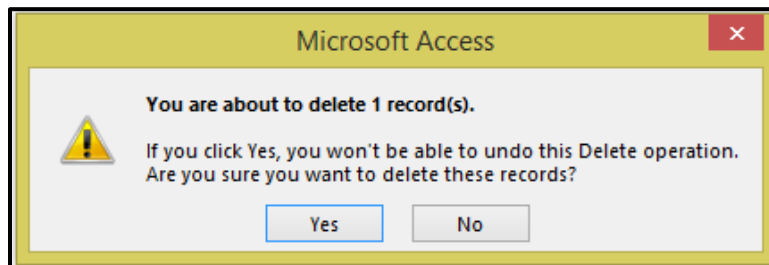 Microsoft Access
You are about to delete 1 record(s).
If you click Yes, you won't be able to undo this Delete operation.
Are you sure you want to delete these records?
Yes
No